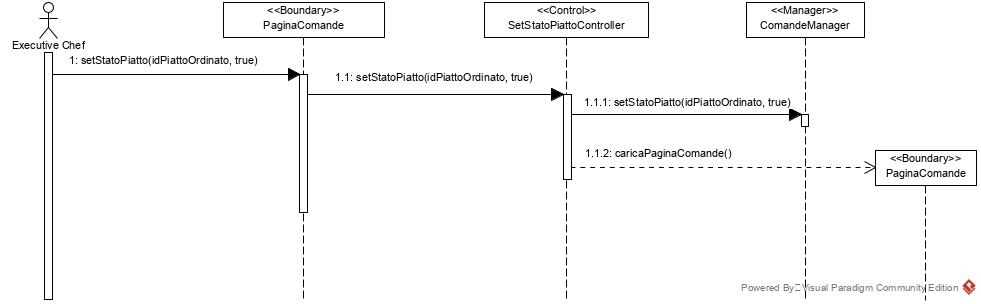 <<Boundary>>
PaginaComande
<<Control>>
SetStatoPiattoController
<<Manager>>
ComandeManager
Executive Chef
1: setStatoPiatto(idPiattoOrdinato, true)
1.1: setStatoPiatto(idPiattoOrdinato, true)
1.1.1: setStatoPiatto(idPiattoOrdinato, true)
1.1.2: caricaPaginaComande()
<<Boundary>>
PaginaComande
Powered By Visual Paradigm Community Edition